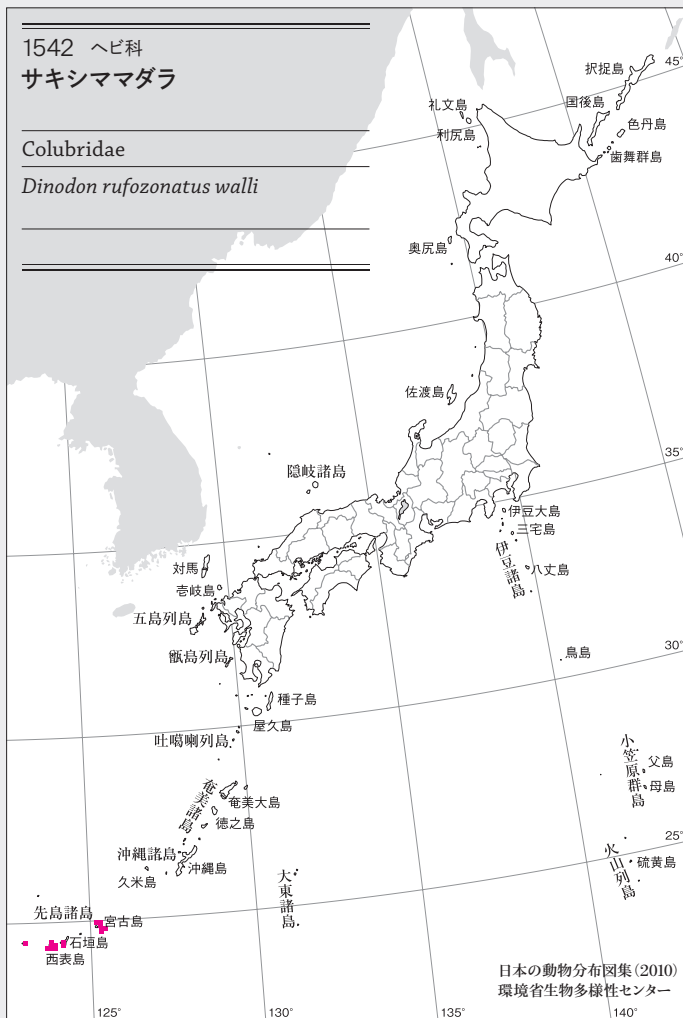 1542 ヘビ科
サキシママダラ
Colubridae
Dinodon rufozonatus walli
45°
択捉島
国後島
色丹島
歯舞群島
礼文島
利尻島
奥尻島
40°
佐渡島
35°
隠岐諸島
伊豆大島
三宅島
八丈島
伊豆諸島
対馬
壱岐島
五島列島
甑島列島
鳥島
30°
種子島
屋久島
吐噶喇列島
小笠原群島
父島
母島
奄美諸島
奄美大島
徳之島
25°
沖縄諸島
沖縄島
久米島
大東諸島
火山列島
硫黄島
先島諸島
宮古島
石垣島
西表島
日本の動物分布図集(2010)
環境省生物多様性センター
125°
130°
135°
140°